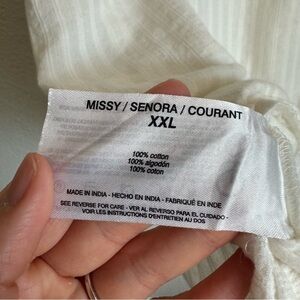 MISSY / SENORA / COURANT
XXL
100% cotton
100% algodón
100% coton
MADE IN INDIA - HECHO EN INDIA - FABRIQUÉ EN INDE
SEE REVERSE FOR CARE - VER AL REVERSO PARA EL CUIDADO -
VOIR LES INSTRUCTIONS D'ENTRETIEN AU DOS